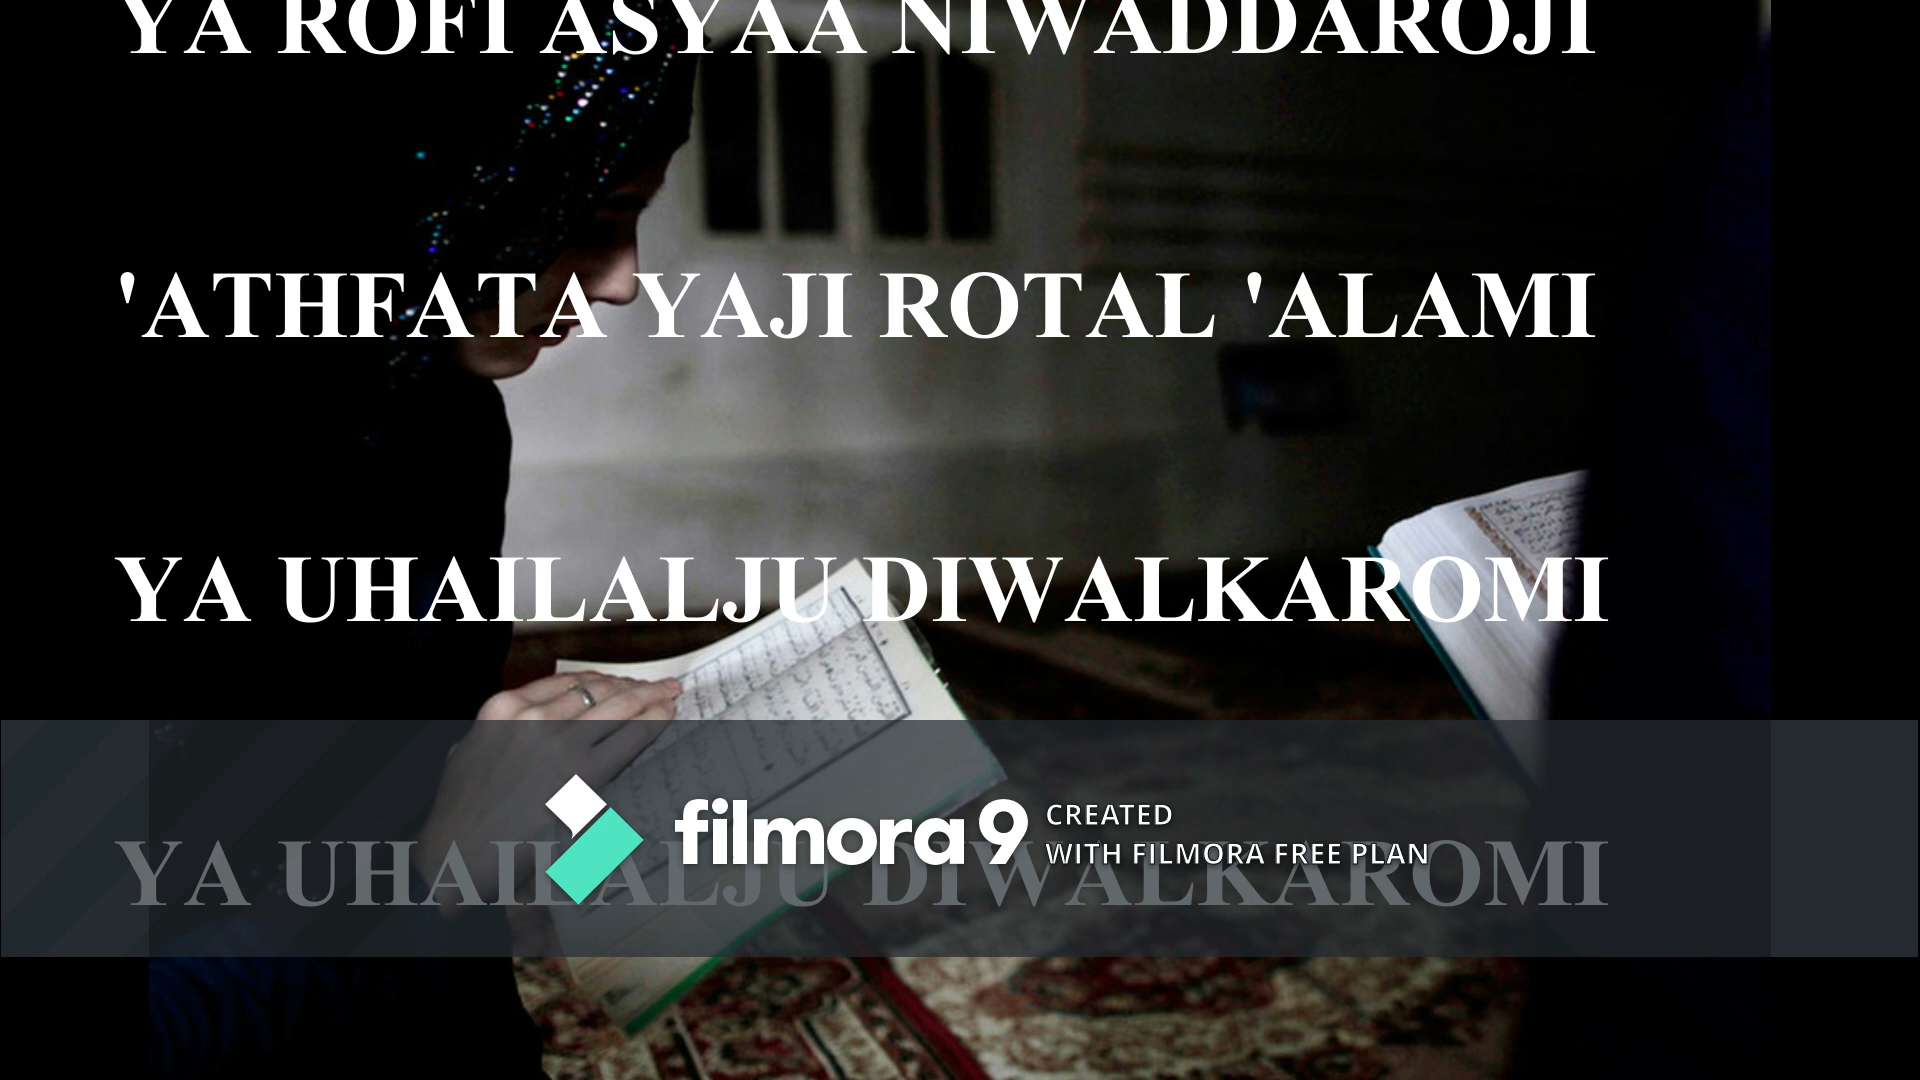 YA ROFI ASYAA NIWADDAROJI
'ATHFATA YAJI ROTAL 'ALAMI
YA UHAILALJU DIWALKAROMI
filmora9 CREATED
WITH FILMORA FREE PLAN
YA UHAILALJU DIWALKAROMI